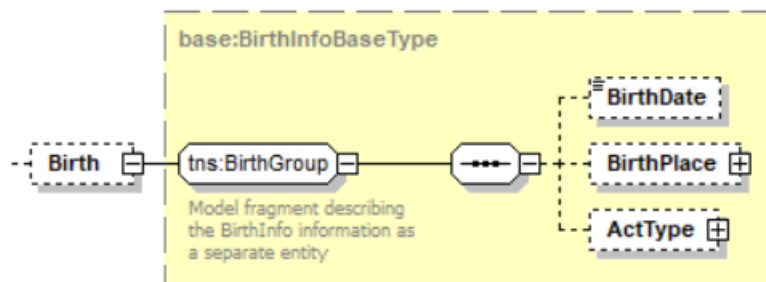 base:BirthInfoBaseType
BirthDate
Birth
tns:BirthGroup
BirthPlace
Model fragment describing
the BirthInfo information as
a separate entity
ActType